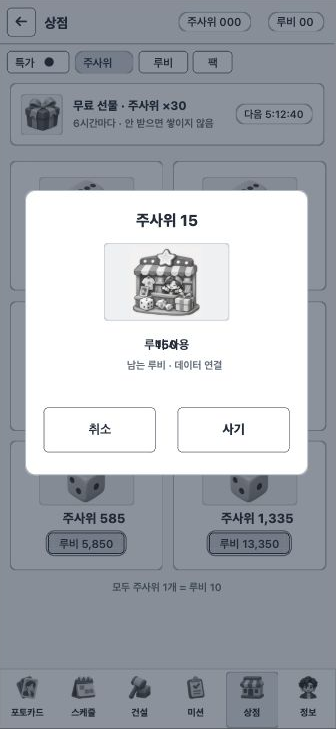 상점
주사위 000
루비 00
특가
주사위
루비
팩
무료 선물 · 주사위 ×30
6시간마다 · 안 받으면 쌓이지 않음
다음 5:12:40
주사위 15
남는 루비 · 데이터 연결
취소
사기
주사위 585
주사위 1,335
루비 5,850
루비 13,350
모두 주사위 1개 = 루비 10
포토카드
스케줄
건설
미션
상점
정보